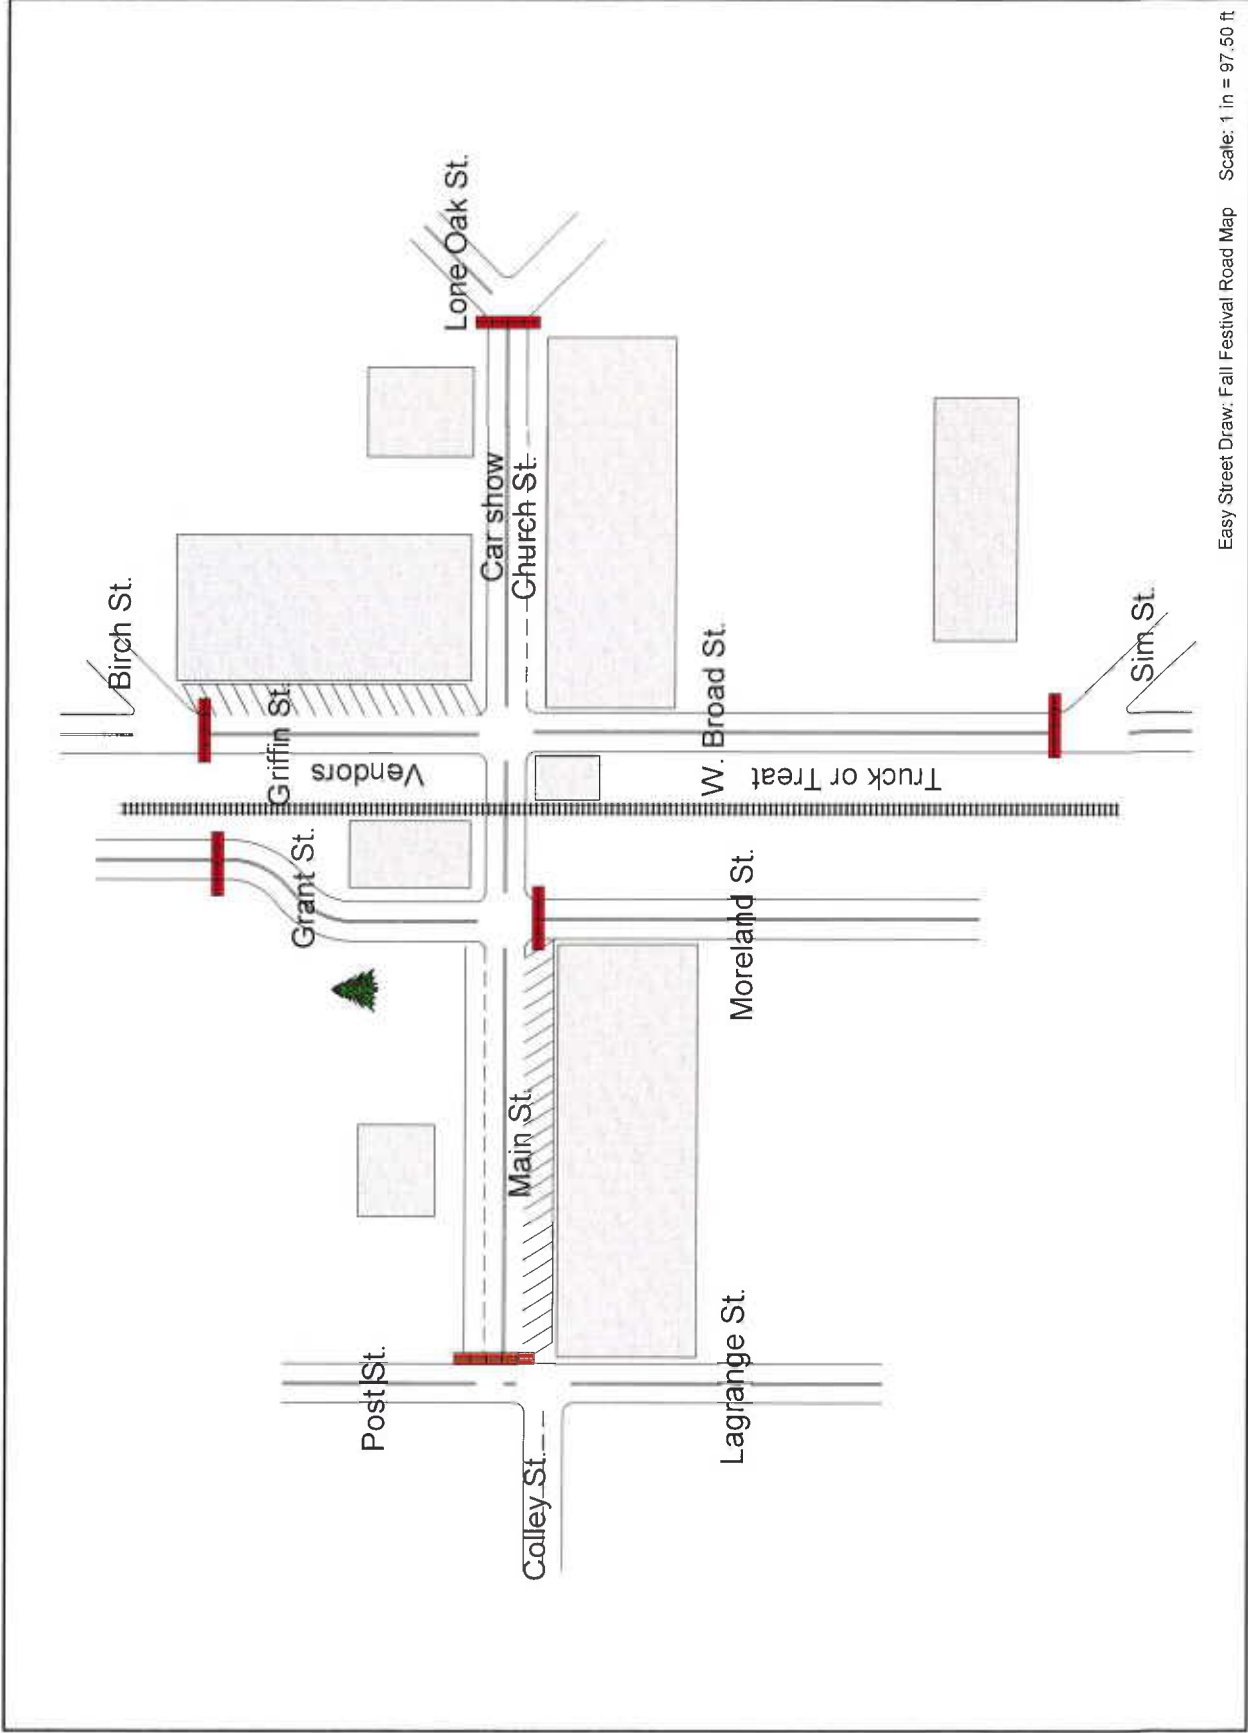 Post St.
Colley St.
Lagrange St.
Main St.
Grant St.
Moreland St.
Griffin St.
Vendors
W. Broad St.
Truck or Treat
Birch St.
Car show
Church St.
Sim St.
Lone Oak St.
Easy Street Draw: Fall Festival Road Map Scale: 1 in = 97.50 ft